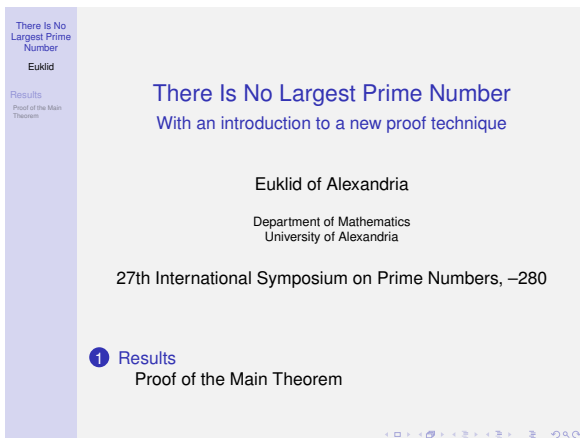 There Is No
Largest Prime
Number
Euklid
Results
Proof of the Main
Theorem
There Is No Largest Prime Number
With an introduction to a new proof technique
Euklid of Alexandria
Department of Mathematics
University of Alexandria
27th International Symposium on Prime Numbers, –280
1 Results
Proof of the Main Theorem